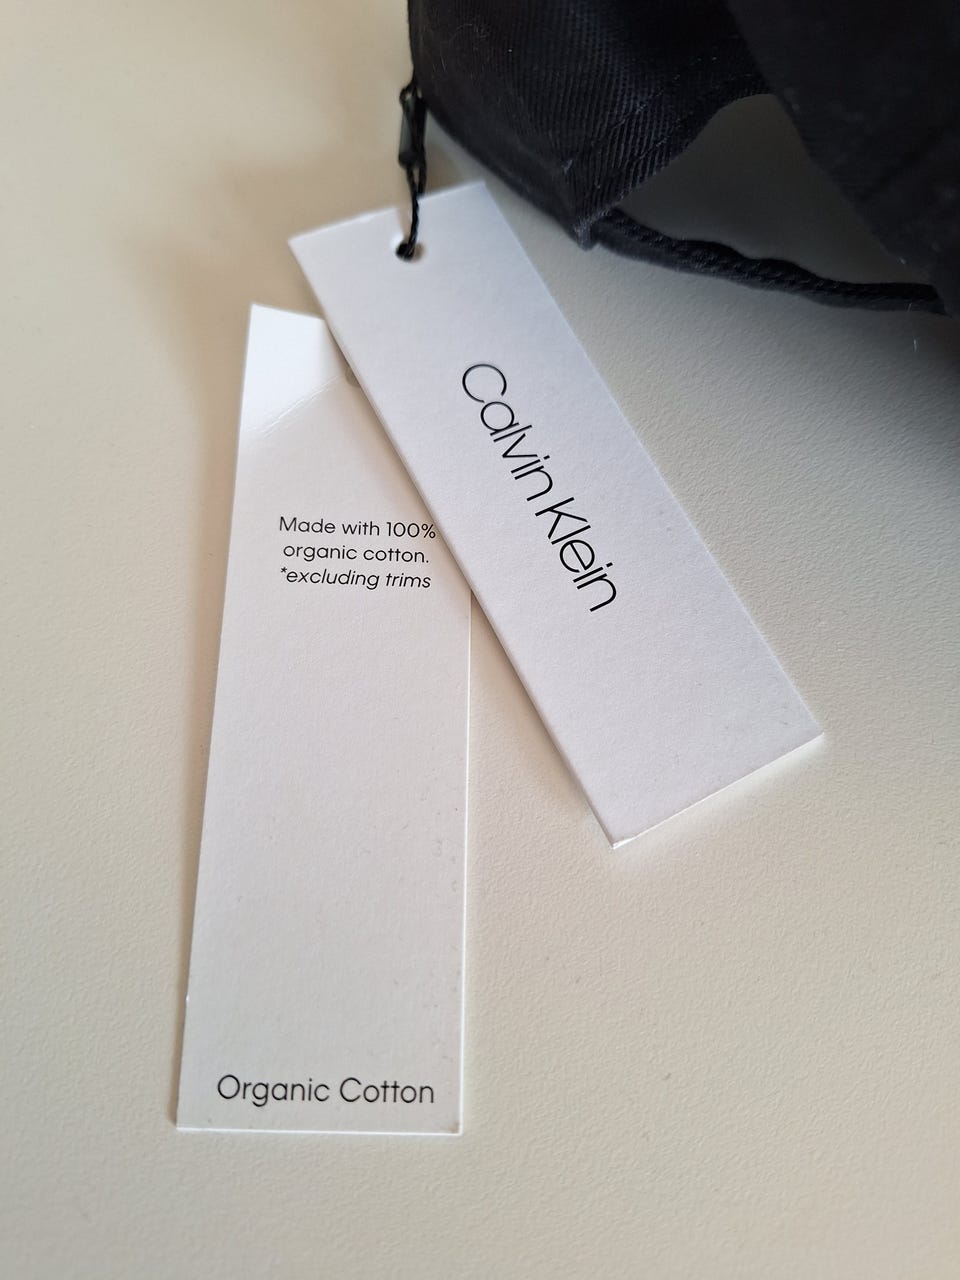 Calvin Klein
Made with 100%
organic cotton.
*excluding trims
Organic Cotton